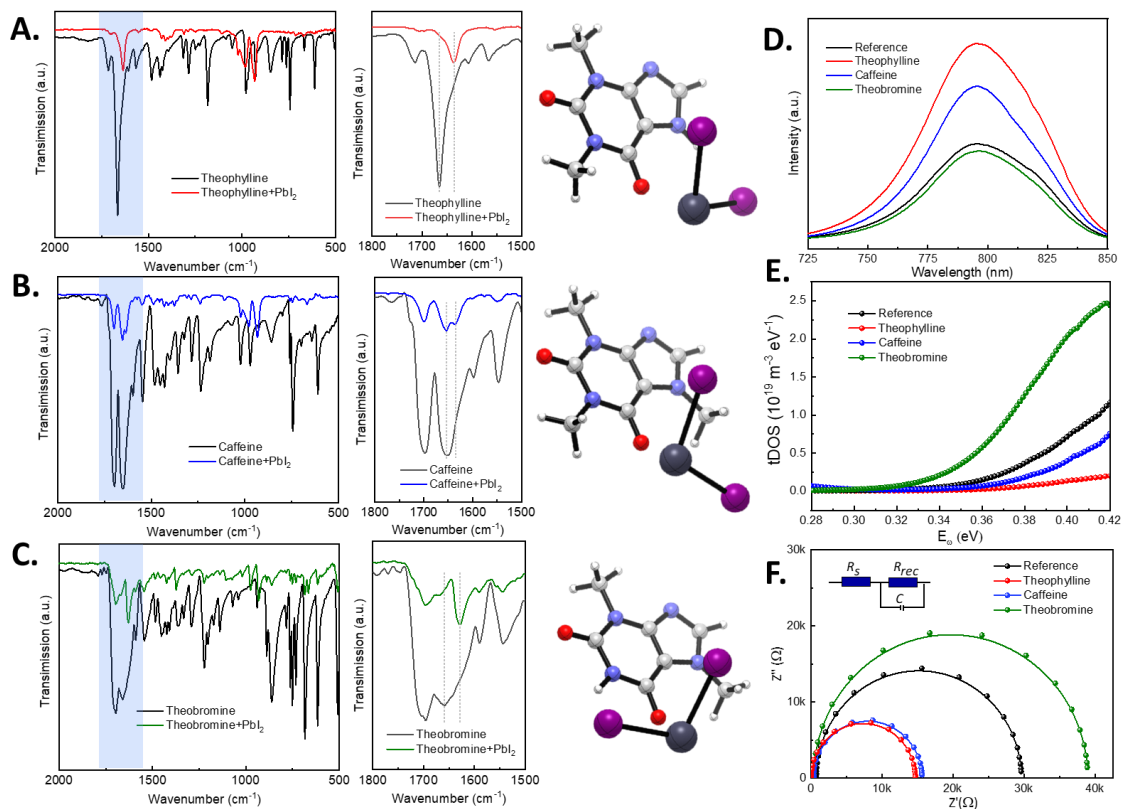 A.
Transimission (a.u.)
Theophylline
Theophylline+PbI₂
2000 1500 1000 500
Wavenumber (cm⁻¹)
Transimission (a.u.)
Theophylline
Theophylline+PbI₂
1800 1700 1600 1500
Wavenumber (cm⁻¹)
B.
Transmission (a.u.)
Caffeine
Caffeine+PbI₂
2000 1500 1000 500
Wavenumber (cm⁻¹)
Transmission (a.u.)
Caffeine
Caffeine+PbI₂
1800 1700 1600 1500
Wavenumber (cm⁻¹)
C.
Transmission (a.u.)
Theobromine
Theobromine+PbI₂
2000 1500 1000 500
Wavenumber (cm⁻¹)
Transmission (a.u.)
Theobromine
Theobromine+PbI₂
1800 1700 1600 1500
Wavenumber (cm⁻¹)
D.
Intensity (a.u.)
Reference
Theophylline
Caffeine
Theobromine
725 750 775 800 825 850
Wavelength (nm)
E.
tDOS (10¹⁹ m⁻³ eV⁻¹)
2.5
2.0
1.5
1.0
0.5
0.0
Reference
Theophylline
Caffeine
Theobromine
0.28 0.30 0.32 0.34 0.36 0.38 0.40 0.42
Eω (eV)
F.
Z'' (Ω)
30k
20k
10k
0
Rs Rrec
C
Reference
Theophylline
Caffeine
Theobromine
0 10k 20k 30k 40k
Z'(Ω)